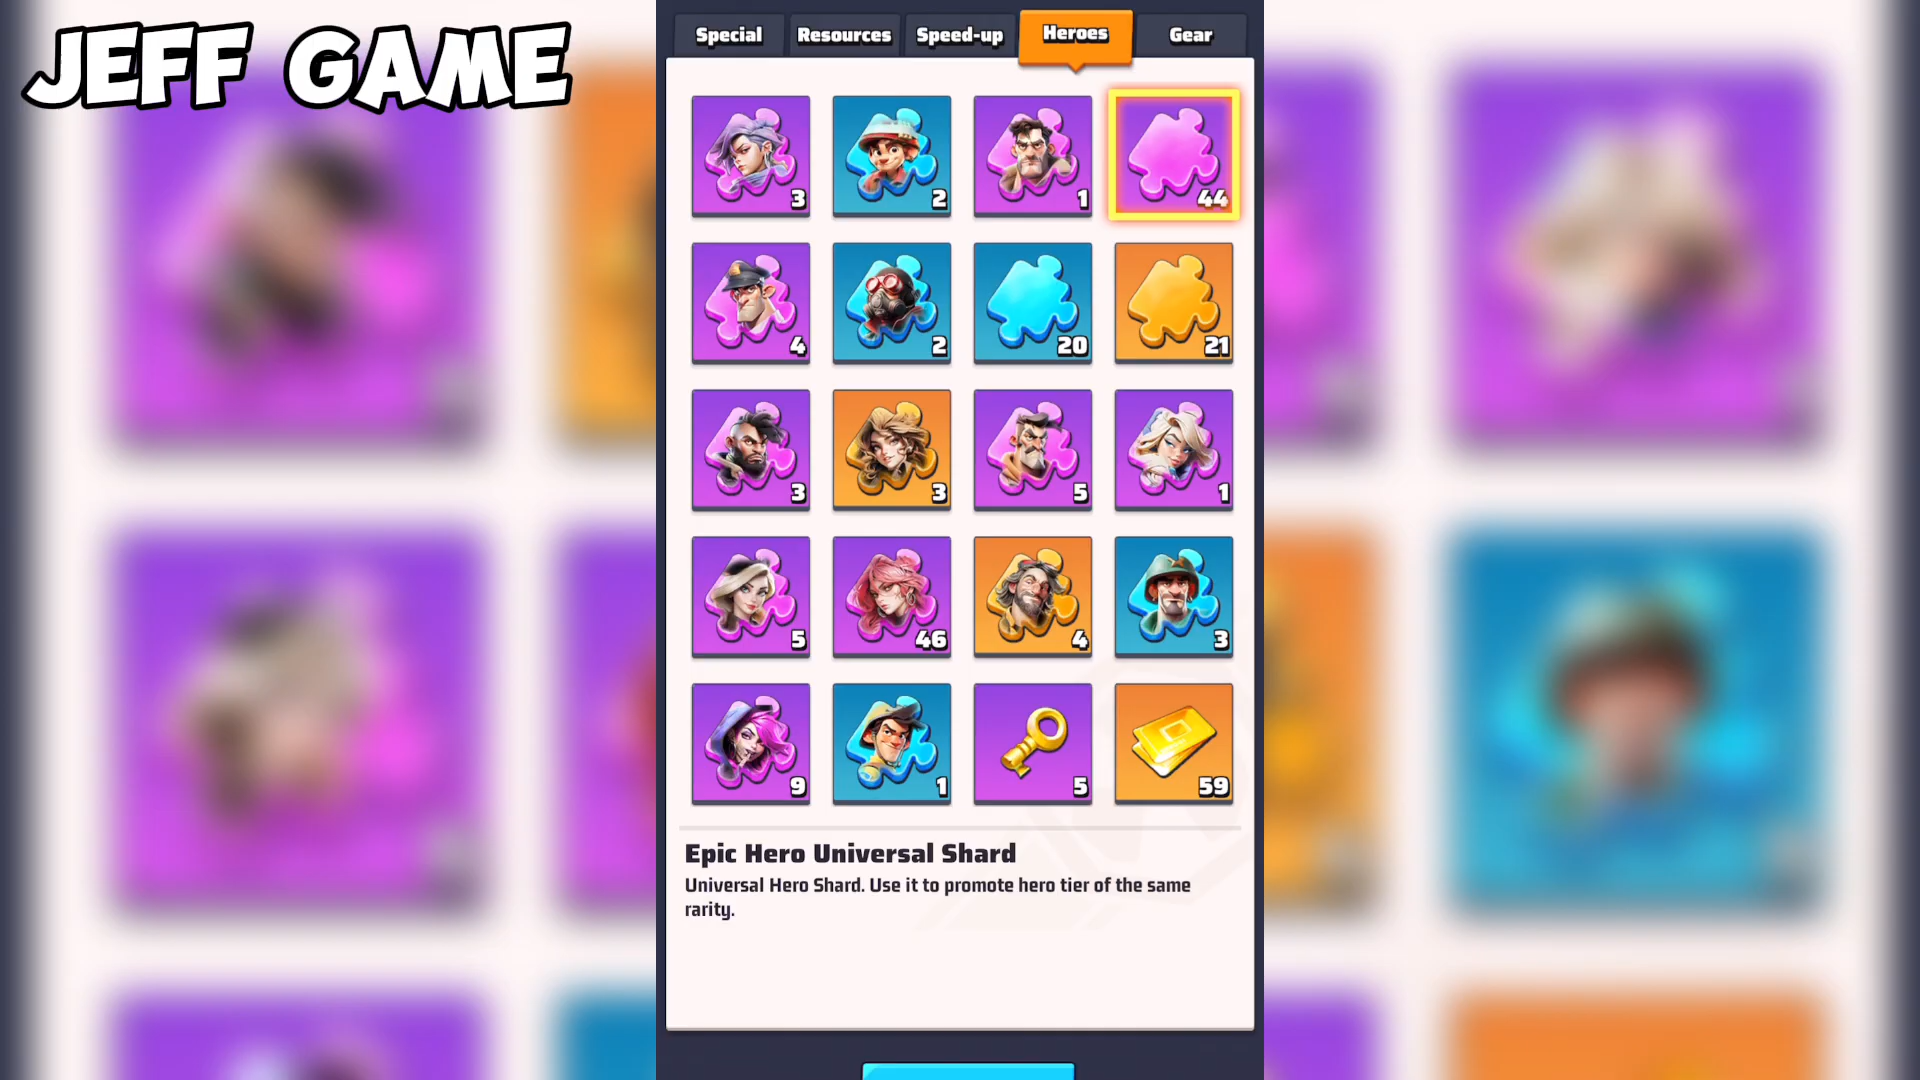 JEFF GAME
Special Resources Speed-up Heroes Gear
3 2 1 44
4 2 20 21
3 3 5 1
5 46 4 3
9 1 5 59
Epic Hero Universal Shard
Universal Hero Shard. Use it to promote hero tier of the same
rarity.